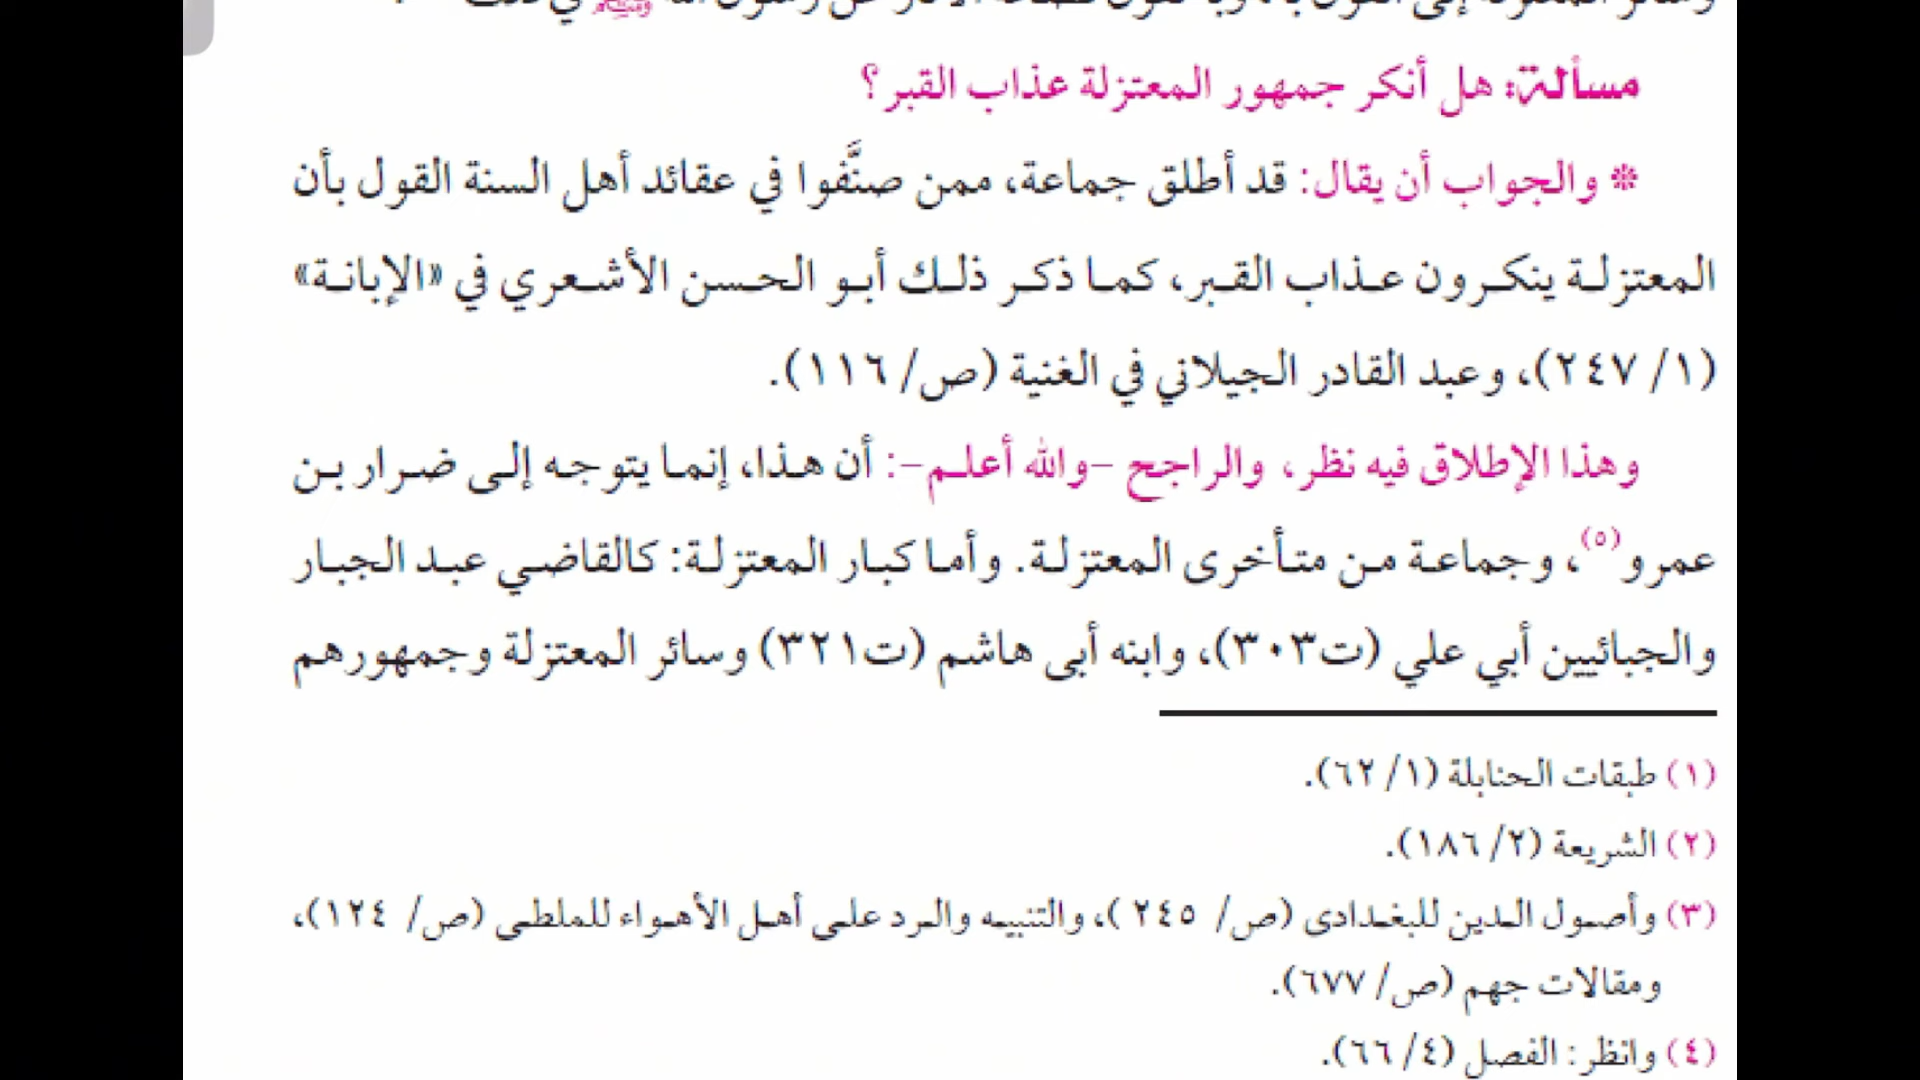 مسألة: هل أنكر جمهور المعتزلة عذاب القبر؟
* والجواب أن يقال: قد أطلق جماعة، ممن صنَّفوا في عقائد أهل السنة القول بأن
المعتزلة ينكرون عذاب القبر، كما ذكر ذلك أبو الحسن الأشعري في «الإبانة»
(١/ ٢٤٧)، وعبد القادر الجيلاني في الغنية (ص/ ١١٦).
وهذا الإطلاق فيه نظر، والراجح -والله أعلم-: أن هذا، إنما يتوجه إلى ضرار بن
عمرو(٥)، وجماعة من متأخرى المعتزلة. وأما كبار المعتزلة: كالقاضي عبد الجبار
والجبائيين أبي علي (ت٣٠٣)، وابنه أبى هاشم (ت٣٢١) وسائر المعتزلة وجمهورهم
(١) طبقات الحنابلة (١/ ٦٢).
(٢) الشريعة (٢/ ١٨٦).
(٣) وأصول الدين للبغدادى (ص/ ٢٤٥ )، والتنبيه والرد على أهل الأهواء للملطى (ص/ ١٢٤)،
ومقالات جهم (ص/ ٦٧٧).
(٤) وانظر: الفصل (٤/ ٦٦).